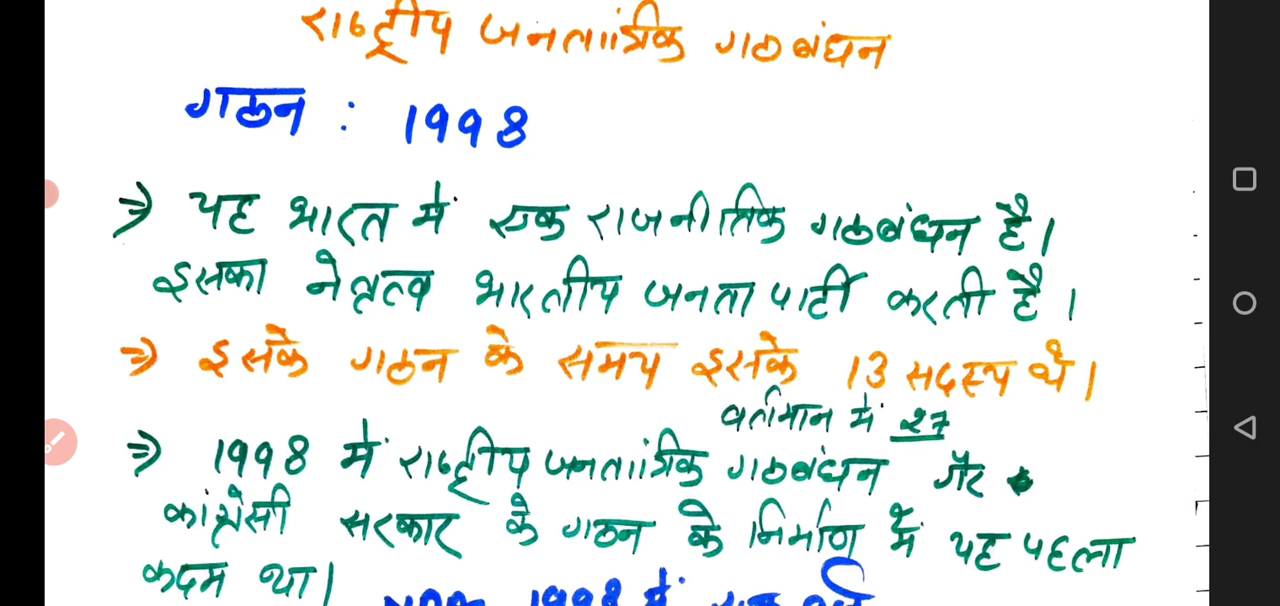 राष्ट्रीय जनतांत्रिक गठबंधन
गठन : 1998
⇒ यह भारत में एक राजनीतिक गठबंधन है।
इसका नेतृत्व भारतीय जनता पार्टी करती है।
⇒ इसके गठन के समय इसके 13 सदस्य थे।
वर्तमान में 27
⇒ 1998 में राष्ट्रीय जनतांत्रिक गठबंधन गैर
कांग्रेसी सरकार के गठन के निर्माण में यह पहला
कदम था।
1998 में